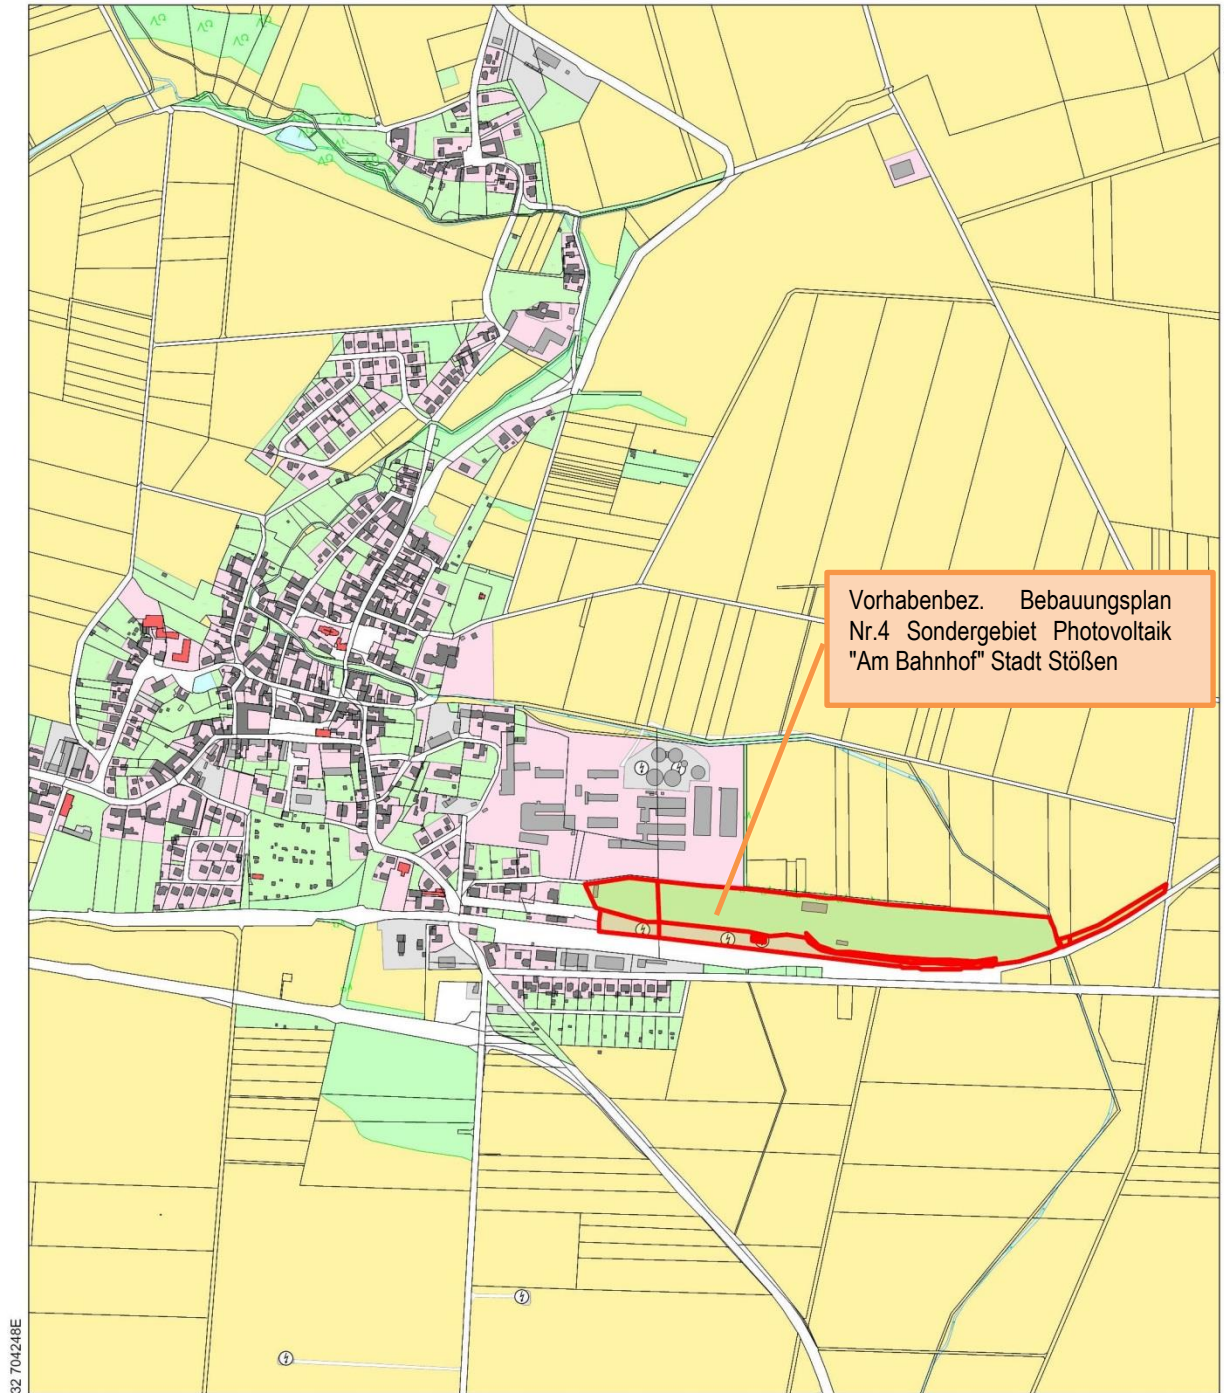 Vorhabenbez. Bebauungsplan
Nr.4 Sondergebiet Photovoltaik
"Am Bahnhof" Stadt Stößen
32 704248E